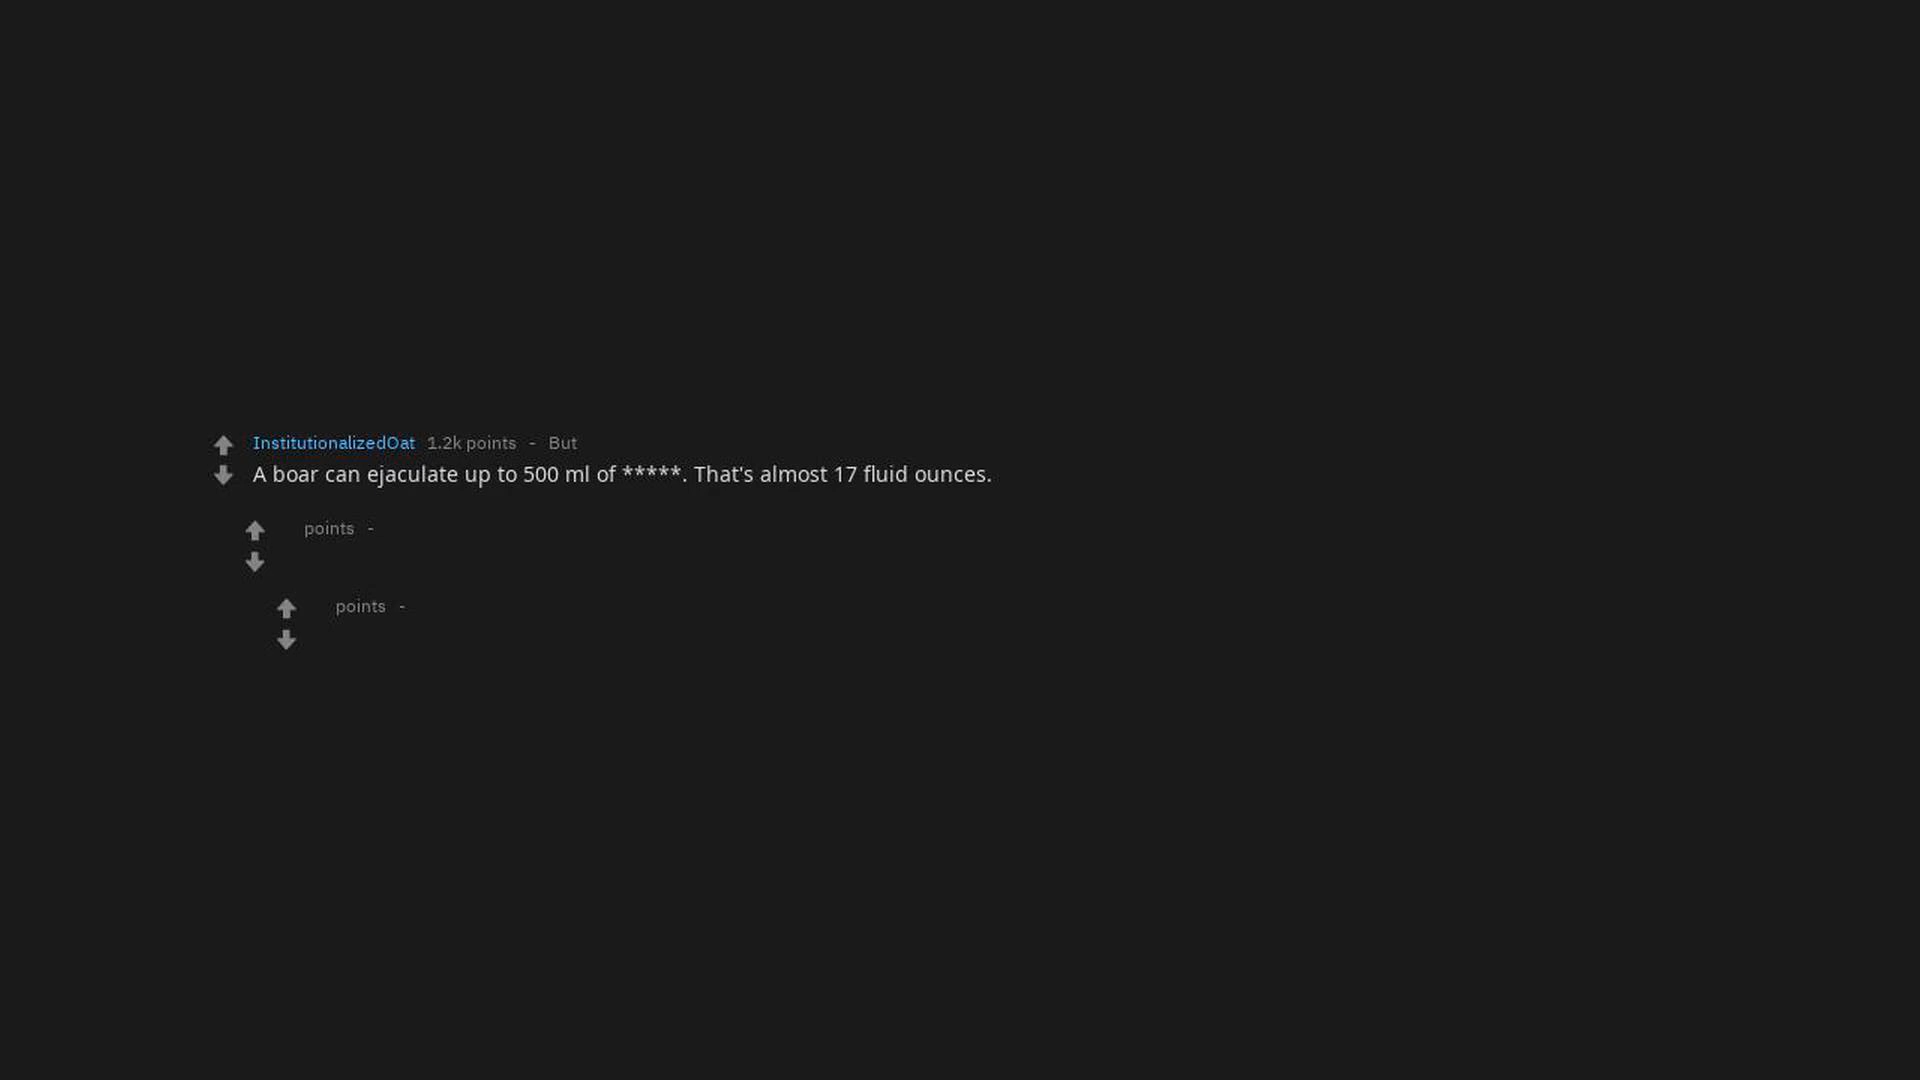 InstitutionalizedOat 1.2k points - But
A boar can ejaculate up to 500 ml of *****. That's almost 17 fluid ounces.
points -
points -